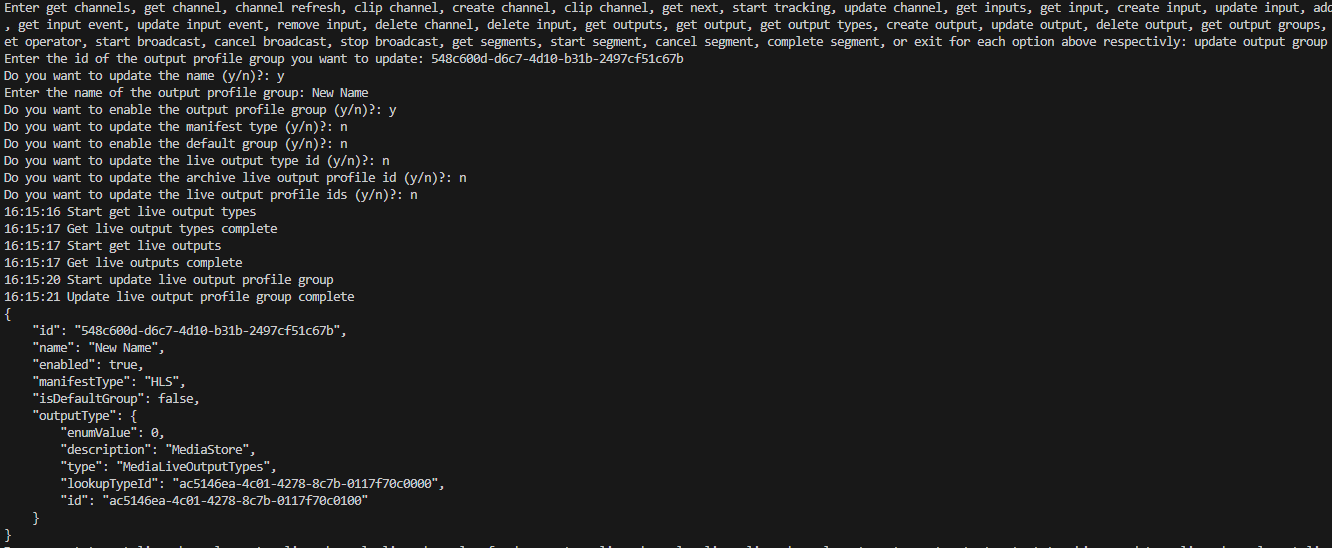 Enter get channels, get channel, channel refresh, clip channel, create channel, clip channel, get next, start tracking, update channel, get inputs, get input, create input, update input, add
, get input event, update input event, remove input, delete channel, delete input, get outputs, get output, get output types, create output, update output, delete output, get output groups,
et operator, start broadcast, cancel broadcast, stop broadcast, get segments, start segment, cancel segment, complete segment, or exit for each option above respectivly: update output group
Enter the id of the output profile group you want to update: 548c600d-d6c7-4d10-b31b-2497cf51c67b
Do you want to update the name (y/n)?: y
Enter the name of the output profile group: New Name
Do you want to enable the output profile group (y/n)?: y
Do you want to update the manifest type (y/n)?: n
Do you want to enable the default group (y/n)?: n
Do you want to update the live output type id (y/n)?: n
Do you want to update the archive live output profile id (y/n)?: n
Do you want to update the live output profile ids (y/n)?: n
16:15:16 Start get live output types
16:15:17 Get live output types complete
16:15:17 Start get live outputs
16:15:17 Get live outputs complete
16:15:20 Start update live output profile group
16:15:21 Update live output profile group complete
{
    "id": "548c600d-d6c7-4d10-b31b-2497cf51c67b",
    "name": "New Name",
    "enabled": true,
    "manifestType": "HLS",
    "isDefaultGroup": false,
    "outputType": {
        "enumValue": 0,
        "description": "MediaStore",
        "type": "MediaLiveOutputTypes",
        "lookupTypeId": "ac5146ea-4c01-4278-8c7b-0117f70c0000",
        "id": "ac5146ea-4c01-4278-8c7b-0117f70c0100"
    }
}